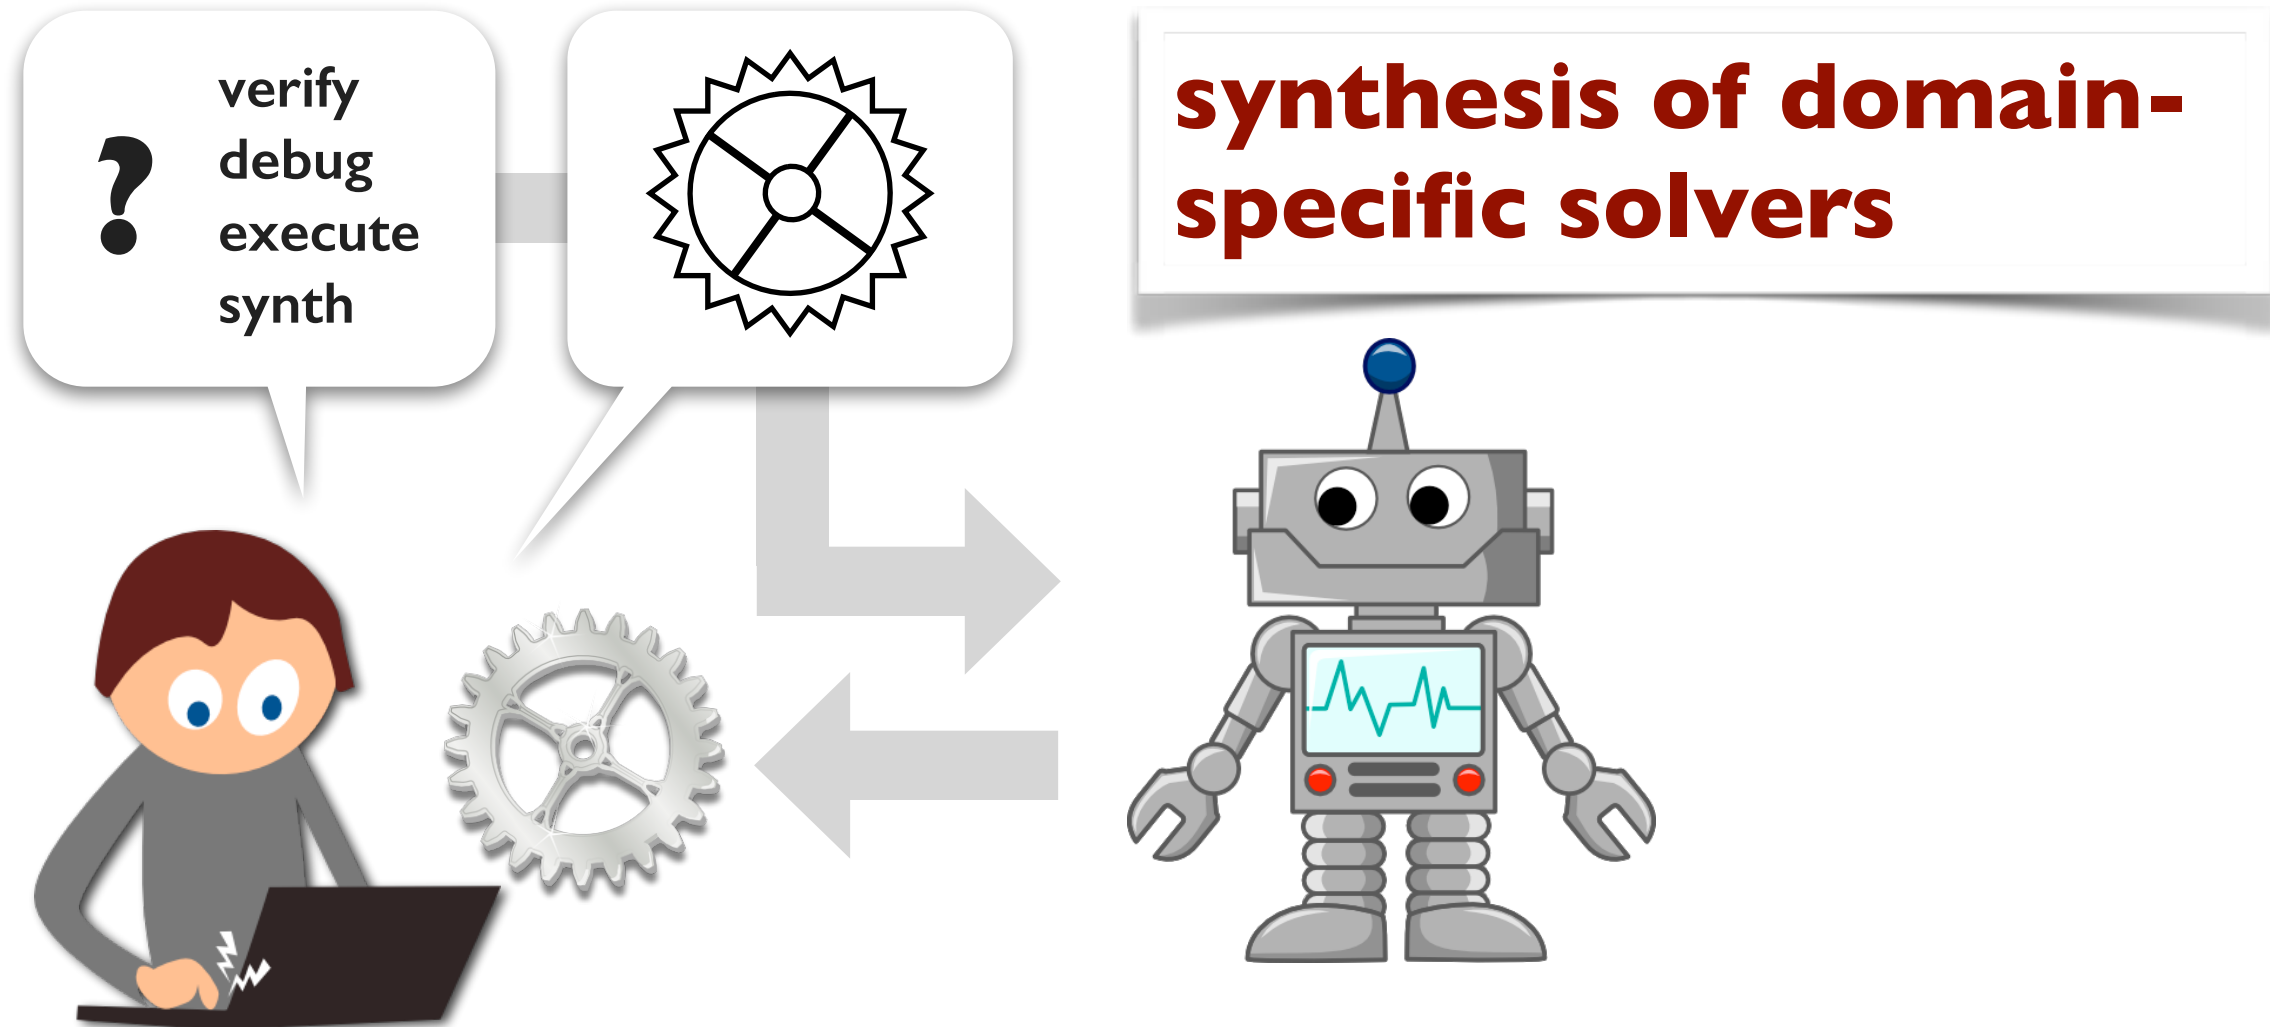 verify
debug
?
execute
synth
synthesis of domain-
specific solvers